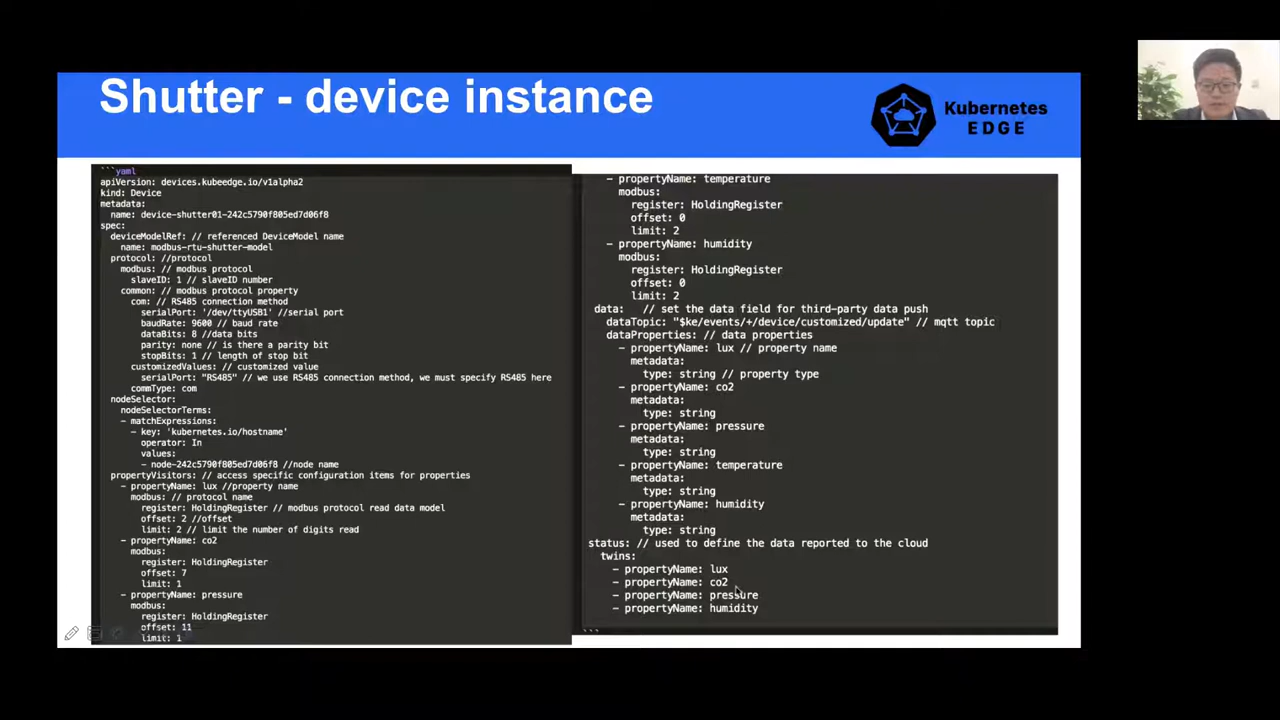 Shutter - device instance
Kubernetes
EDGE
```yaml
apiVersion: devices.kubeedge.io/v1alpha2
kind: Device
metadata:
  name: device-shutter01-242c5790f805ed7d06f8
spec:
  deviceModelRef: // referenced DeviceModel name
    name: modbus-rtu-shutter-model
  protocol: //protocol
    modbus: // modbus protocol
      slaveID: 1 // slaveID number
    common: // modbus protocol property
      com: // RS485 connection method
        serialPort: '/dev/ttyUSB1' //serial port
        baudRate: 9600 // baud rate
        dataBits: 8 //data bits
        parity: none // is there a parity bit
        stopBits: 1 // length of stop bit
      customizedValues: // customized value
        serialPort: "RS485" // we use RS485 connection method, we must specify RS485 here
      commType: com
  nodeSelector:
    nodeSelectorTerms:
    - matchExpressions:
      - key: 'kubernetes.io/hostname'
        operator: In
        values:
        - node-242c5790f805ed7d06f8 //node name
  propertyVisitors: // access specific configuration items for properties
    - propertyName: lux //property name
      modbus: // protocol name
        register: HoldingRegister // modbus protocol read data model
        offset: 2 //offset
        limit: 2 // limit the number of digits read
    - propertyName: co2
      modbus:
        register: HoldingRegister
        offset: 7
        limit: 1
    - propertyName: pressure
      modbus:
        register: HoldingRegister
        offset: 11
        limit: 1
    - propertyName: temperature
      modbus:
        register: HoldingRegister
        offset: 0
        limit: 2
    - propertyName: humidity
      modbus:
        register: HoldingRegister
        offset: 0
        limit: 2
  data: // set the data field for third-party data push
    dataTopic: "$ke/events/+/device/customized/update" // mqtt topic
    dataProperties: // data properties
      - propertyName: lux // property name
        metadata:
          type: string // property type
      - propertyName: co2
        metadata:
          type: string
      - propertyName: pressure
        metadata:
          type: string
      - propertyName: temperature
        metadata:
          type: string
      - propertyName: humidity
        metadata:
          type: string
status: // used to define the data reported to the cloud
  twins:
    - propertyName: lux
    - propertyName: co2
    - propertyName: pressure
    - propertyName: humidity
```